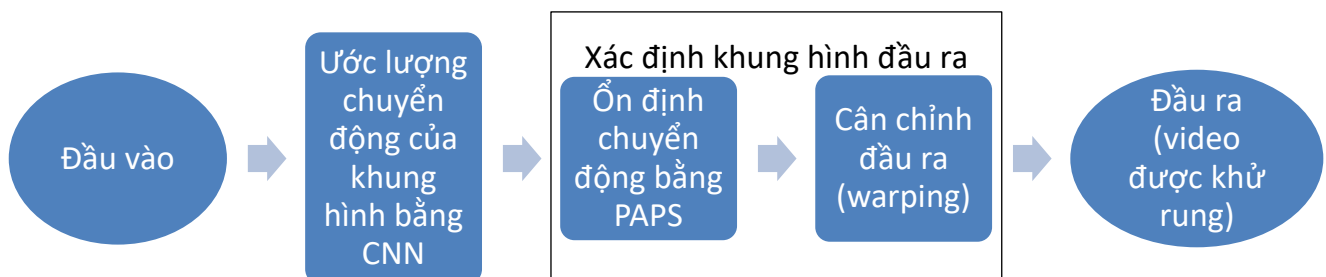 Đầu vào
Ước lượng
chuyển
động của
khung
hình bằng
CNN
Xác định khung hình đầu ra
Ổn định
chuyển
động bằng
PAPS
Cân chỉnh
đầu ra
(warping)
Đầu ra
(video
được khử
rung)